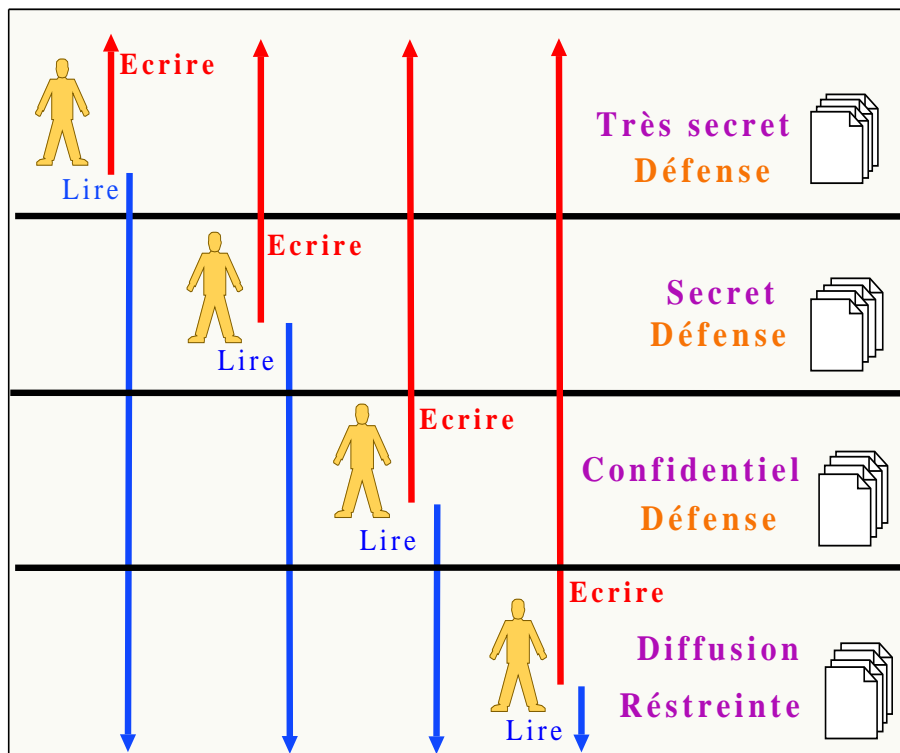 Ecrire
Très secret
Défense
Lire
Ecrire
Secret
Défense
Lire
Ecrire
Confidentiel
Défense
Lire
Ecrire
Diffusion
Réstreinte
Lire